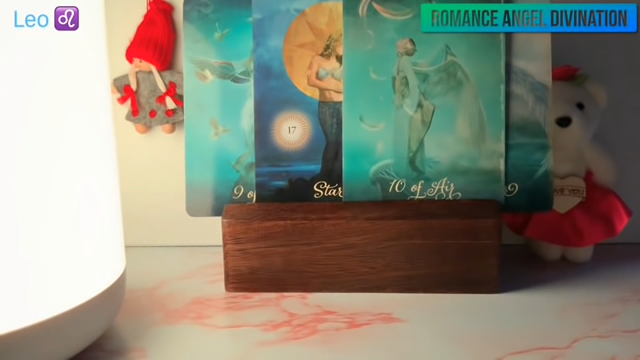 Leo ♌
ROMANCE ANGEL DIVINATION
17
9 of
Star
10 of Air